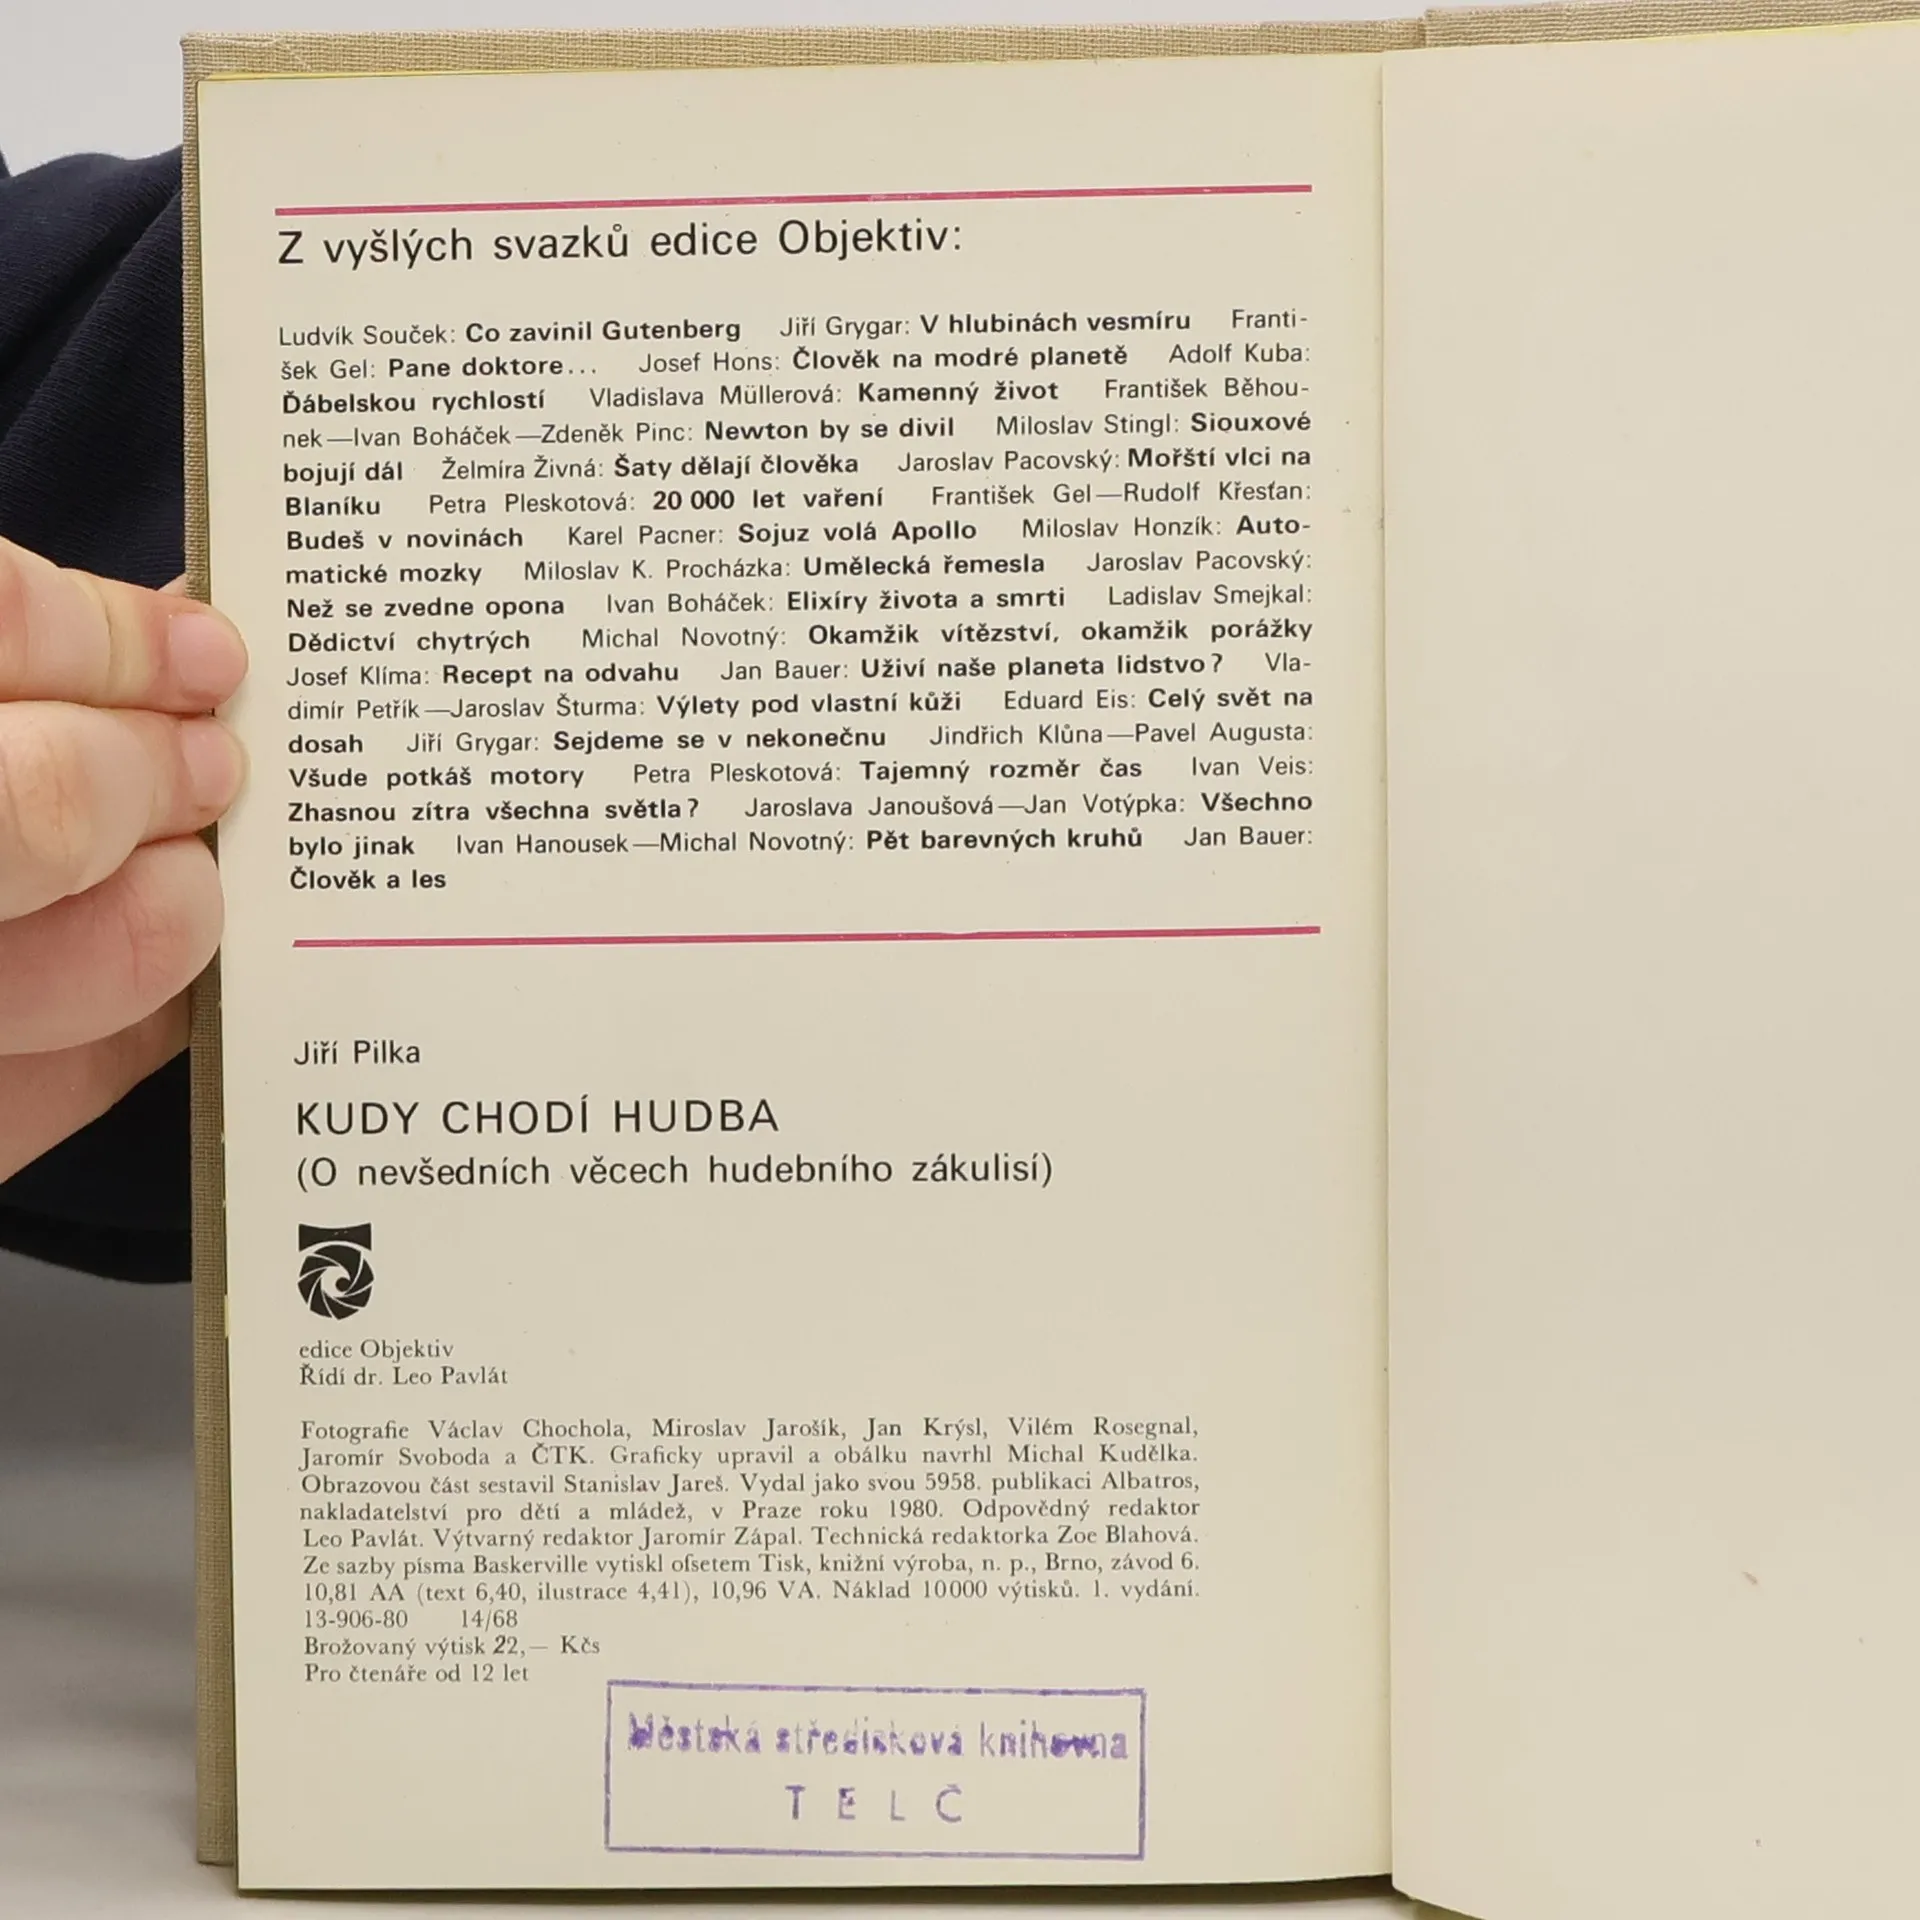 Z vyšlých svazků edice Objektiv:
Ludvík Souček: Co zavinil Gutenberg Jiří Grygar: V hlubinách vesmíru Franti-
šek Gel: Pane doktore... Josef Hons: Člověk na modré planetě Adolf Kuba:
Ďábelskou rychlostí Vladislava Müllerová: Kamenný život František Běhou-
nek—Ivan Boháček—Zdeněk Pinc: Newton by se divil Miloslav Stingl: Siouxové
bojují dál Želmíra Živná: Šaty dělají člověka Jaroslav Pacovský: Mořští vlci na
Blaníku Petra Pleskotová: 20 000 let vaření František Gel—Rudolf Křesťan:
Budeš v novinách Karel Pacner: Sojuz volá Apollo Miloslav Honzík: Auto-
matické mozky Miloslav K. Procházka: Umělecká řemesla Jaroslav Pacovský:
Než se zvedne opona Ivan Boháček: Elixíry života a smrti Ladislav Smejkal:
Dědictví chytrých Michal Novotný: Okamžik vítězství, okamžik porážky
Josef Klíma: Recept na odvahu Jan Bauer: Uživí naše planeta lidstvo? Vla-
dimír Petřík—Jaroslav Šturma: Výlety pod vlastní kůži Eduard Eis: Celý svět na
dosah Jiří Grygar: Sejdeme se v nekonečnu Jindřich Klůna—Pavel Augusta:
Všude potkáš motory Petra Pleskotová: Tajemný rozměr čas Ivan Veis:
Zhasnou zítra všechna světla? Jaroslava Janoušová—Jan Votýpka: Všechno
bylo jinak Ivan Hanousek—Michal Novotný: Pět barevných kruhů Jan Bauer:
Člověk a les
Jiří Pilka
KUDY CHODÍ HUDBA
(O nevšedních věcech hudebního zákulisí)
edice Objektiv
Řídí dr. Leo Pavlát
Fotografie Václav Chochola, Miroslav Jarošík, Jan Krýsl, Vilém Rosegnal,
Jaromír Svoboda a ČTK. Graficky upravil a obálku navrhl Michal Kudělka.
Obrazovou část sestavil Stanislav Jareš. Vydal jako svou 5958. publikaci Albatros,
nakladatelství pro děti a mládež, v Praze roku 1980. Odpovědný redaktor
Leo Pavlát. Výtvarný redaktor Jaromír Zápal. Technická redaktorka Zoe Blahová.
Ze sazby písma Baskerville vytiskl ofsetem Tisk, knižní výroba, n. p., Brno, závod 6.
10,81 AA (text 6,40, ilustrace 4,41), 10,96 VA. Náklad 10000 výtisků. 1. vydání.
13-906-80 14/68
Brožovaný výtisk 22,— Kčs
Pro čtenáře od 12 let
Městská středisková knihovna
TELČ